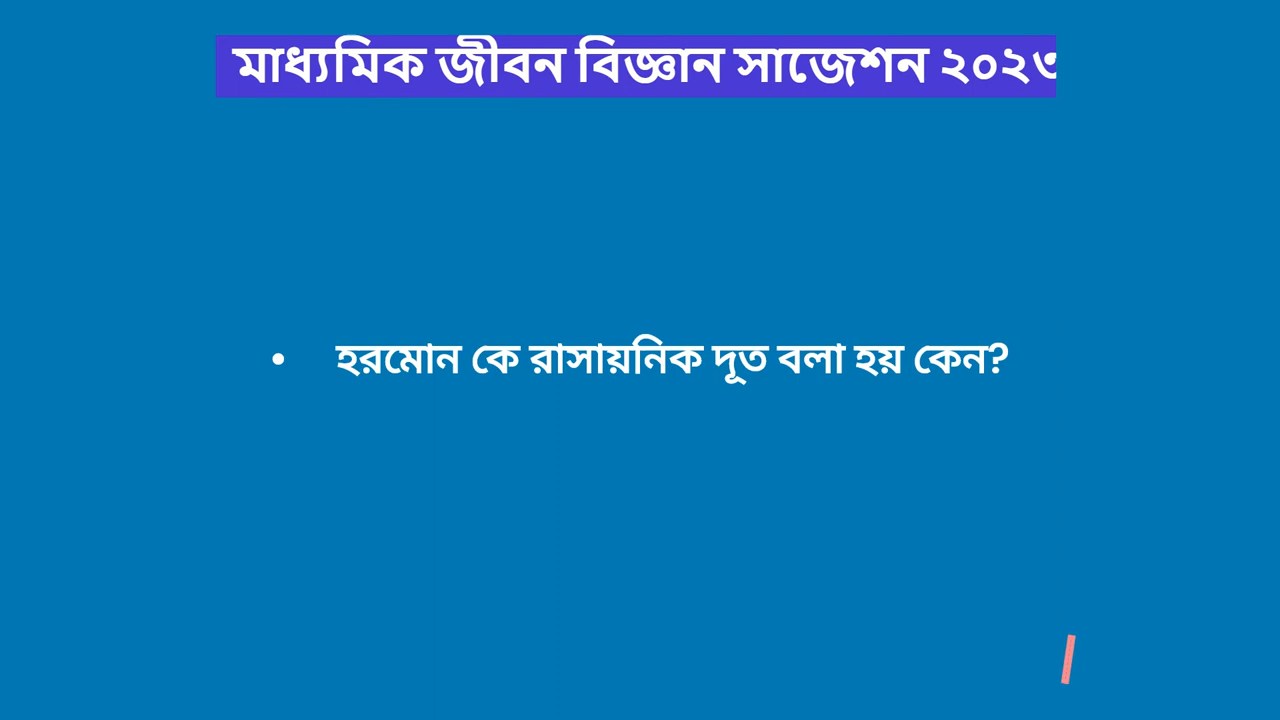 মাধ্যমিক জীবন বিজ্ঞান সাজেশন ২০২৩
• হরমোন কে রাসায়নিক দূত বলা হয় কেন?